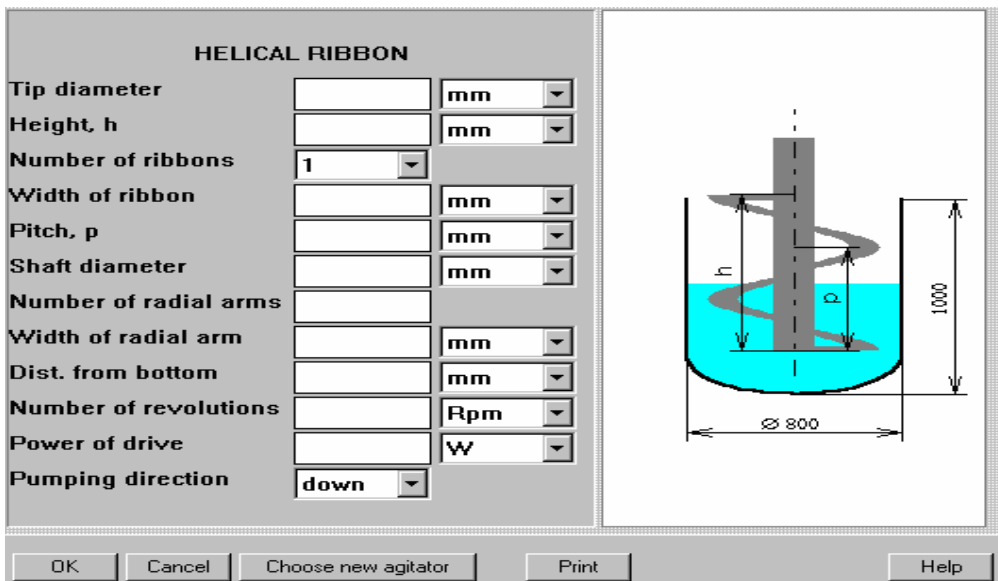 HELICAL RIBBON
Tip diameter mm
Height, h mm
Number of ribbons 1
Width of ribbon mm
Pitch, p mm
Shaft diameter mm
Number of radial arms
Width of radial arm mm
Dist. from bottom mm
Number of revolutions Rpm
Power of drive W
Pumping direction down
h
p
1000
Ø 800
OK Cancel Choose new agitator Print Help